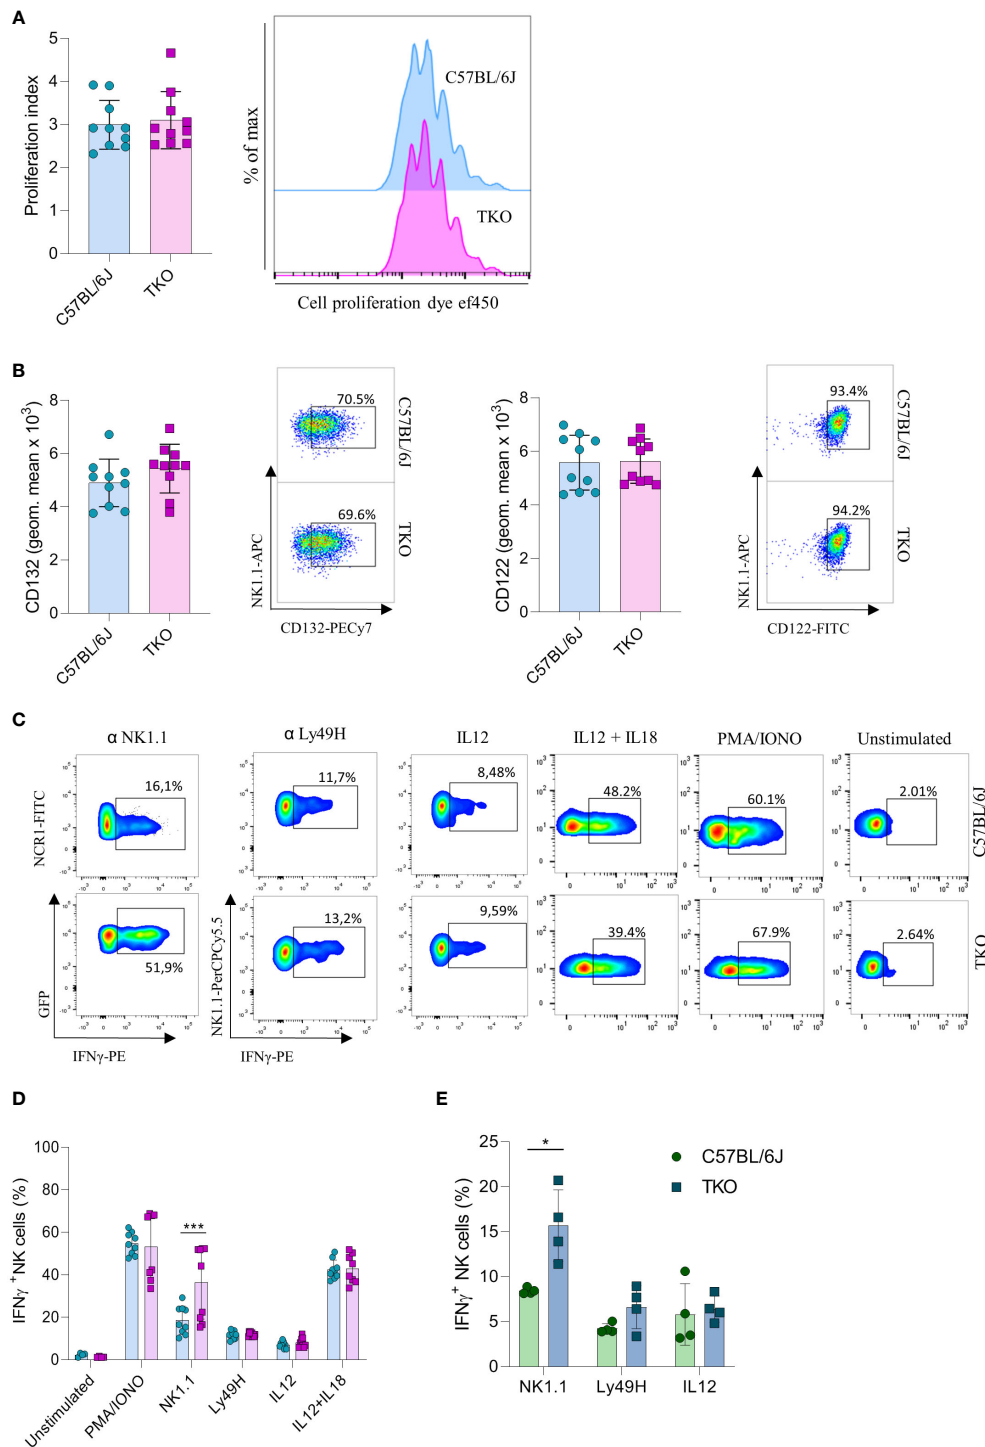 A
5
4
3
2
1
0
Proliferation index
C57BL/6J
TKO
% of max
C57BL/6J
TKO
Cell proliferation dye ef450
B
8
6
4
2
0
CD132 (geom. mean x 10³)
C57BL/6J
TKO
70.5%
C57BL/6J
69.6%
TKO
NK1.1-APC
CD132-PECy7
8
6
4
2
0
CD122 (geom. mean x 10³)
C57BL/6J
TKO
93.4%
C57BL/6J
94.2%
TKO
NK1.1-APC
CD122-FITC
C
α NK1.1
α Ly49H
IL12
IL12 + IL18
PMA/IONO
Unstimulated
16,1%
11,7%
8,48%
48.2%
60.1%
2.01%
NCR1-FITC
C57BL/6J
51,9%
13,2%
9,59%
39.4%
67.9%
2.64%
GFP
NK1.1-PerCPCy5.5
TKO
IFNγ-PE
IFNγ-PE
D
100
80
60
40
20
0
IFNγ⁺NK cells (%)
***
Unstimulated
PMA/IONO
NK1.1
Ly49H
IL12
IL12+IL18
E
25
20
15
10
5
0
IFNγ⁺ NK cells (%)
*
C57BL/6J
TKO
NK1.1
Ly49H
IL12